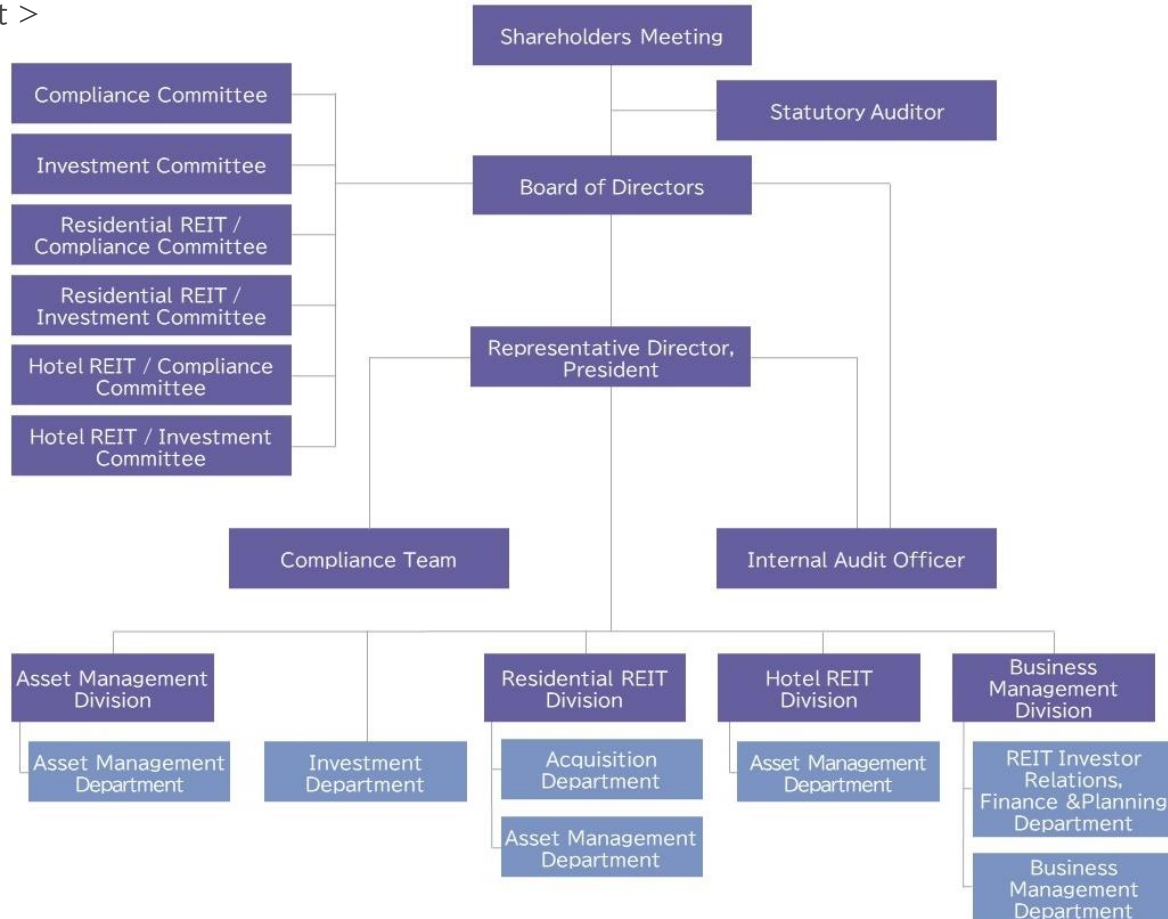 t >
Shareholders Meeting
Compliance Committee
Statutory Auditor
Investment Committee
Board of Directors
Residential REIT /
Compliance Committee
Residential REIT /
Investment Committee
Representative Director,
President
Hotel REIT / Compliance
Committee
Hotel REIT / Investment
Committee
Compliance Team
Internal Audit Officer
Asset Management
Division
Residential REIT
Division
Hotel REIT
Division
Business
Management
Division
Asset Management
Department
Investment
Department
Acquisition
Department
Asset Management
Department
Asset Management
Department
REIT Investor
Relations,
Finance &Planning
Department
Business
Management
Department